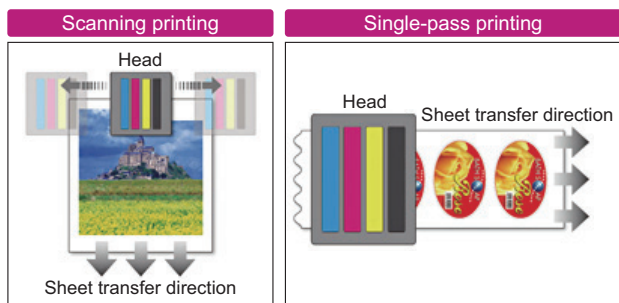 Scanning printing
Head
Sheet transfer direction
Single-pass printing
Head
Sheet transfer direction